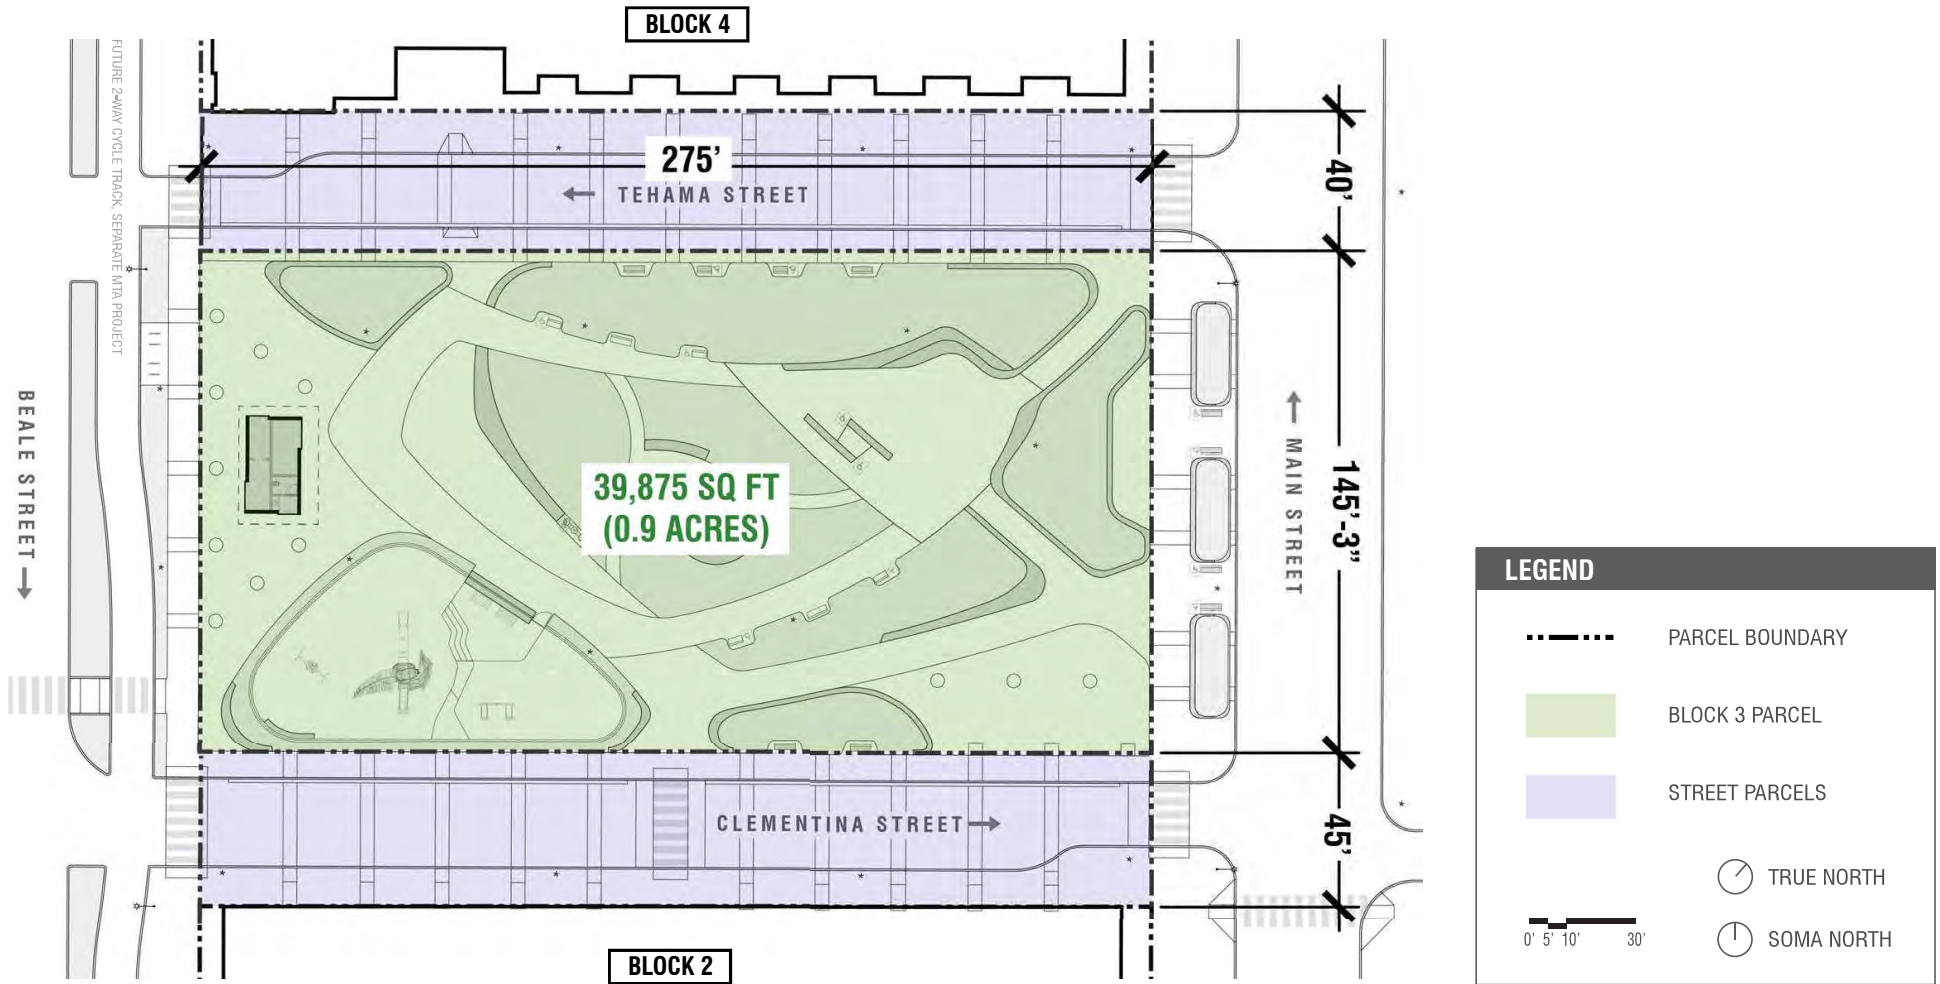 BLOCK 4
FUTURE 2-WAY CYCLE TRACK, SEPARATE MTA PROJECT
275’
← TEHAMA STREET
40’
BEALE STREET →
39,875 SQ FT
(0.9 ACRES)
← MAIN STREET
145’-3”
CLEMENTINA STREET →
45’
BLOCK 2
LEGEND
PARCEL BOUNDARY
BLOCK 3 PARCEL
STREET PARCELS
TRUE NORTH
0’ 5’ 10’ 30’
SOMA NORTH